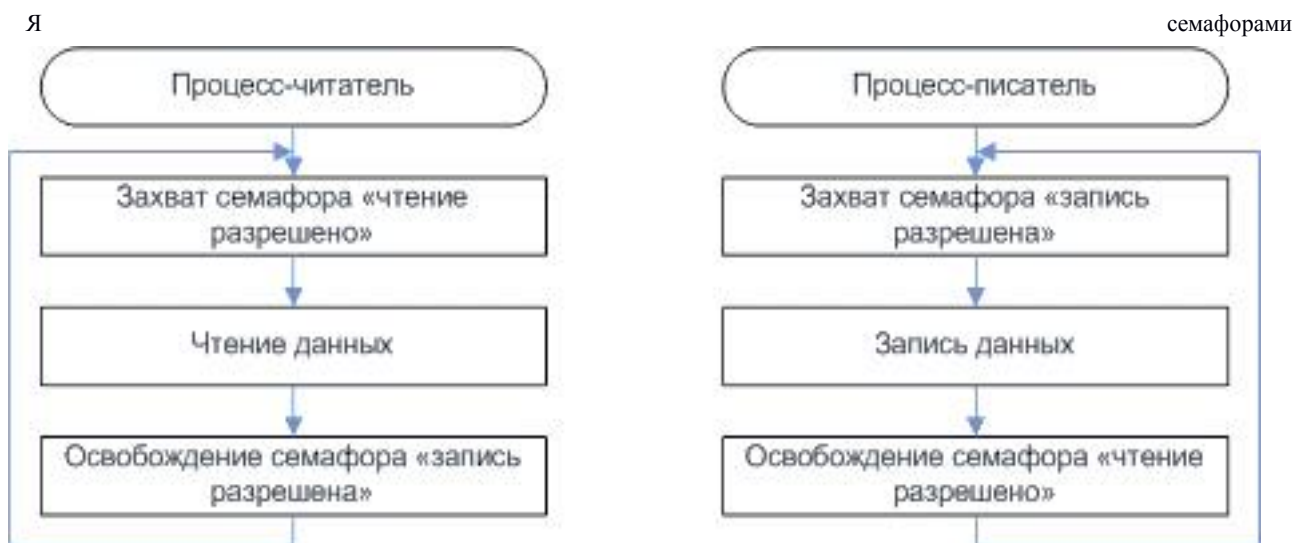 Я семафорами
Процесс-читатель
Захват семафора «чтение
разрешено»
Чтение данных
Освобождение семафора «запись
разрешена»
Процесс-писатель
Захват семафора «запись
разрешена»
Запись данных
Освобождение семафора «чтение
разрешено»